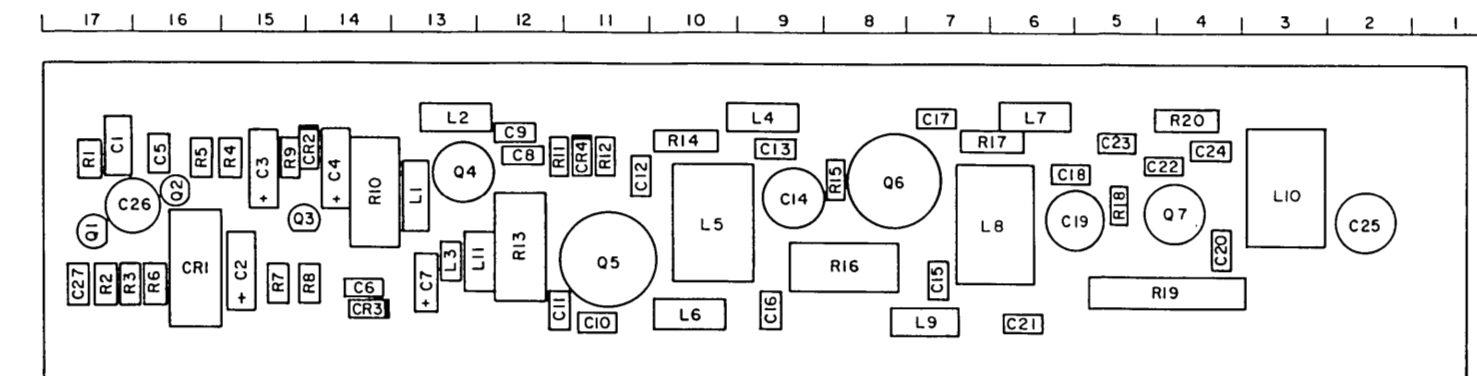 17 16 15 14 13 12 11 10 9 8 7 6 5 4 3 2 1
L2 L4 C17 L7 R20
C9
R1 C1 C5 R5 R4 + C3 R9 CR2 + C4 R10 C8 R11 CR4 R12 R14 C13 R17 C23 C24
L1 Q4 C12 R15 Q6 C18 C22
Q2 C26 Q3 C14 R18 L10
Q1 L5 L8 C19 Q7 C25
L3 L11 R13 C20
C27 R2 R3 R6 CR1 + C2 R7 R8 + C7 Q5 R16 C15
C6 R19
CR3 C11 C10 L6 C16 L9 C21